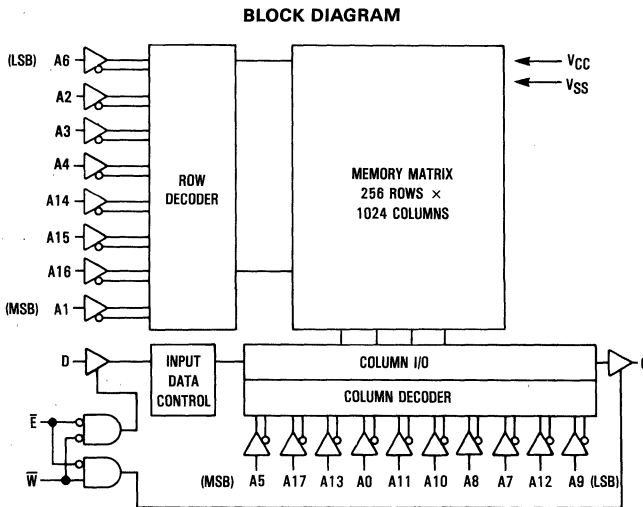 BLOCK DIAGRAM
(LSB) A6
A2
A3
A4
A14
A15
A16
(MSB) A1
ROW
DECODER
MEMORY MATRIX
256 ROWS ×
1024 COLUMNS
VCC
VSS
D
INPUT
DATA
CONTROL
COLUMN I/O
COLUMN DECODER
E̅
W̅
(MSB) A5 A17 A13 A0 A11 A10 A8 A7 A12 A9 (LSB)